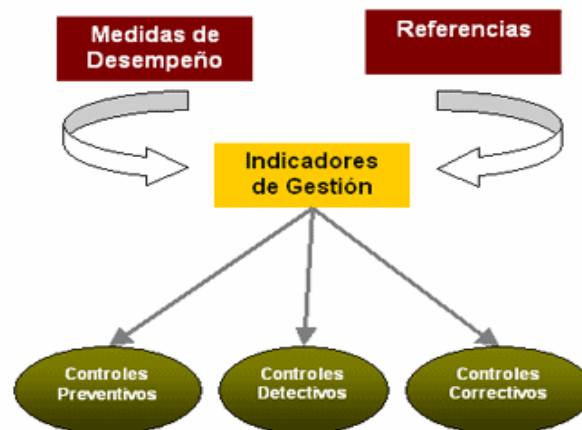 Medidas de
Desempeño
Referencias
Indicadores
de Gestión
Controles
Preventivos
Controles
Detectivos
Controles
Correctivos